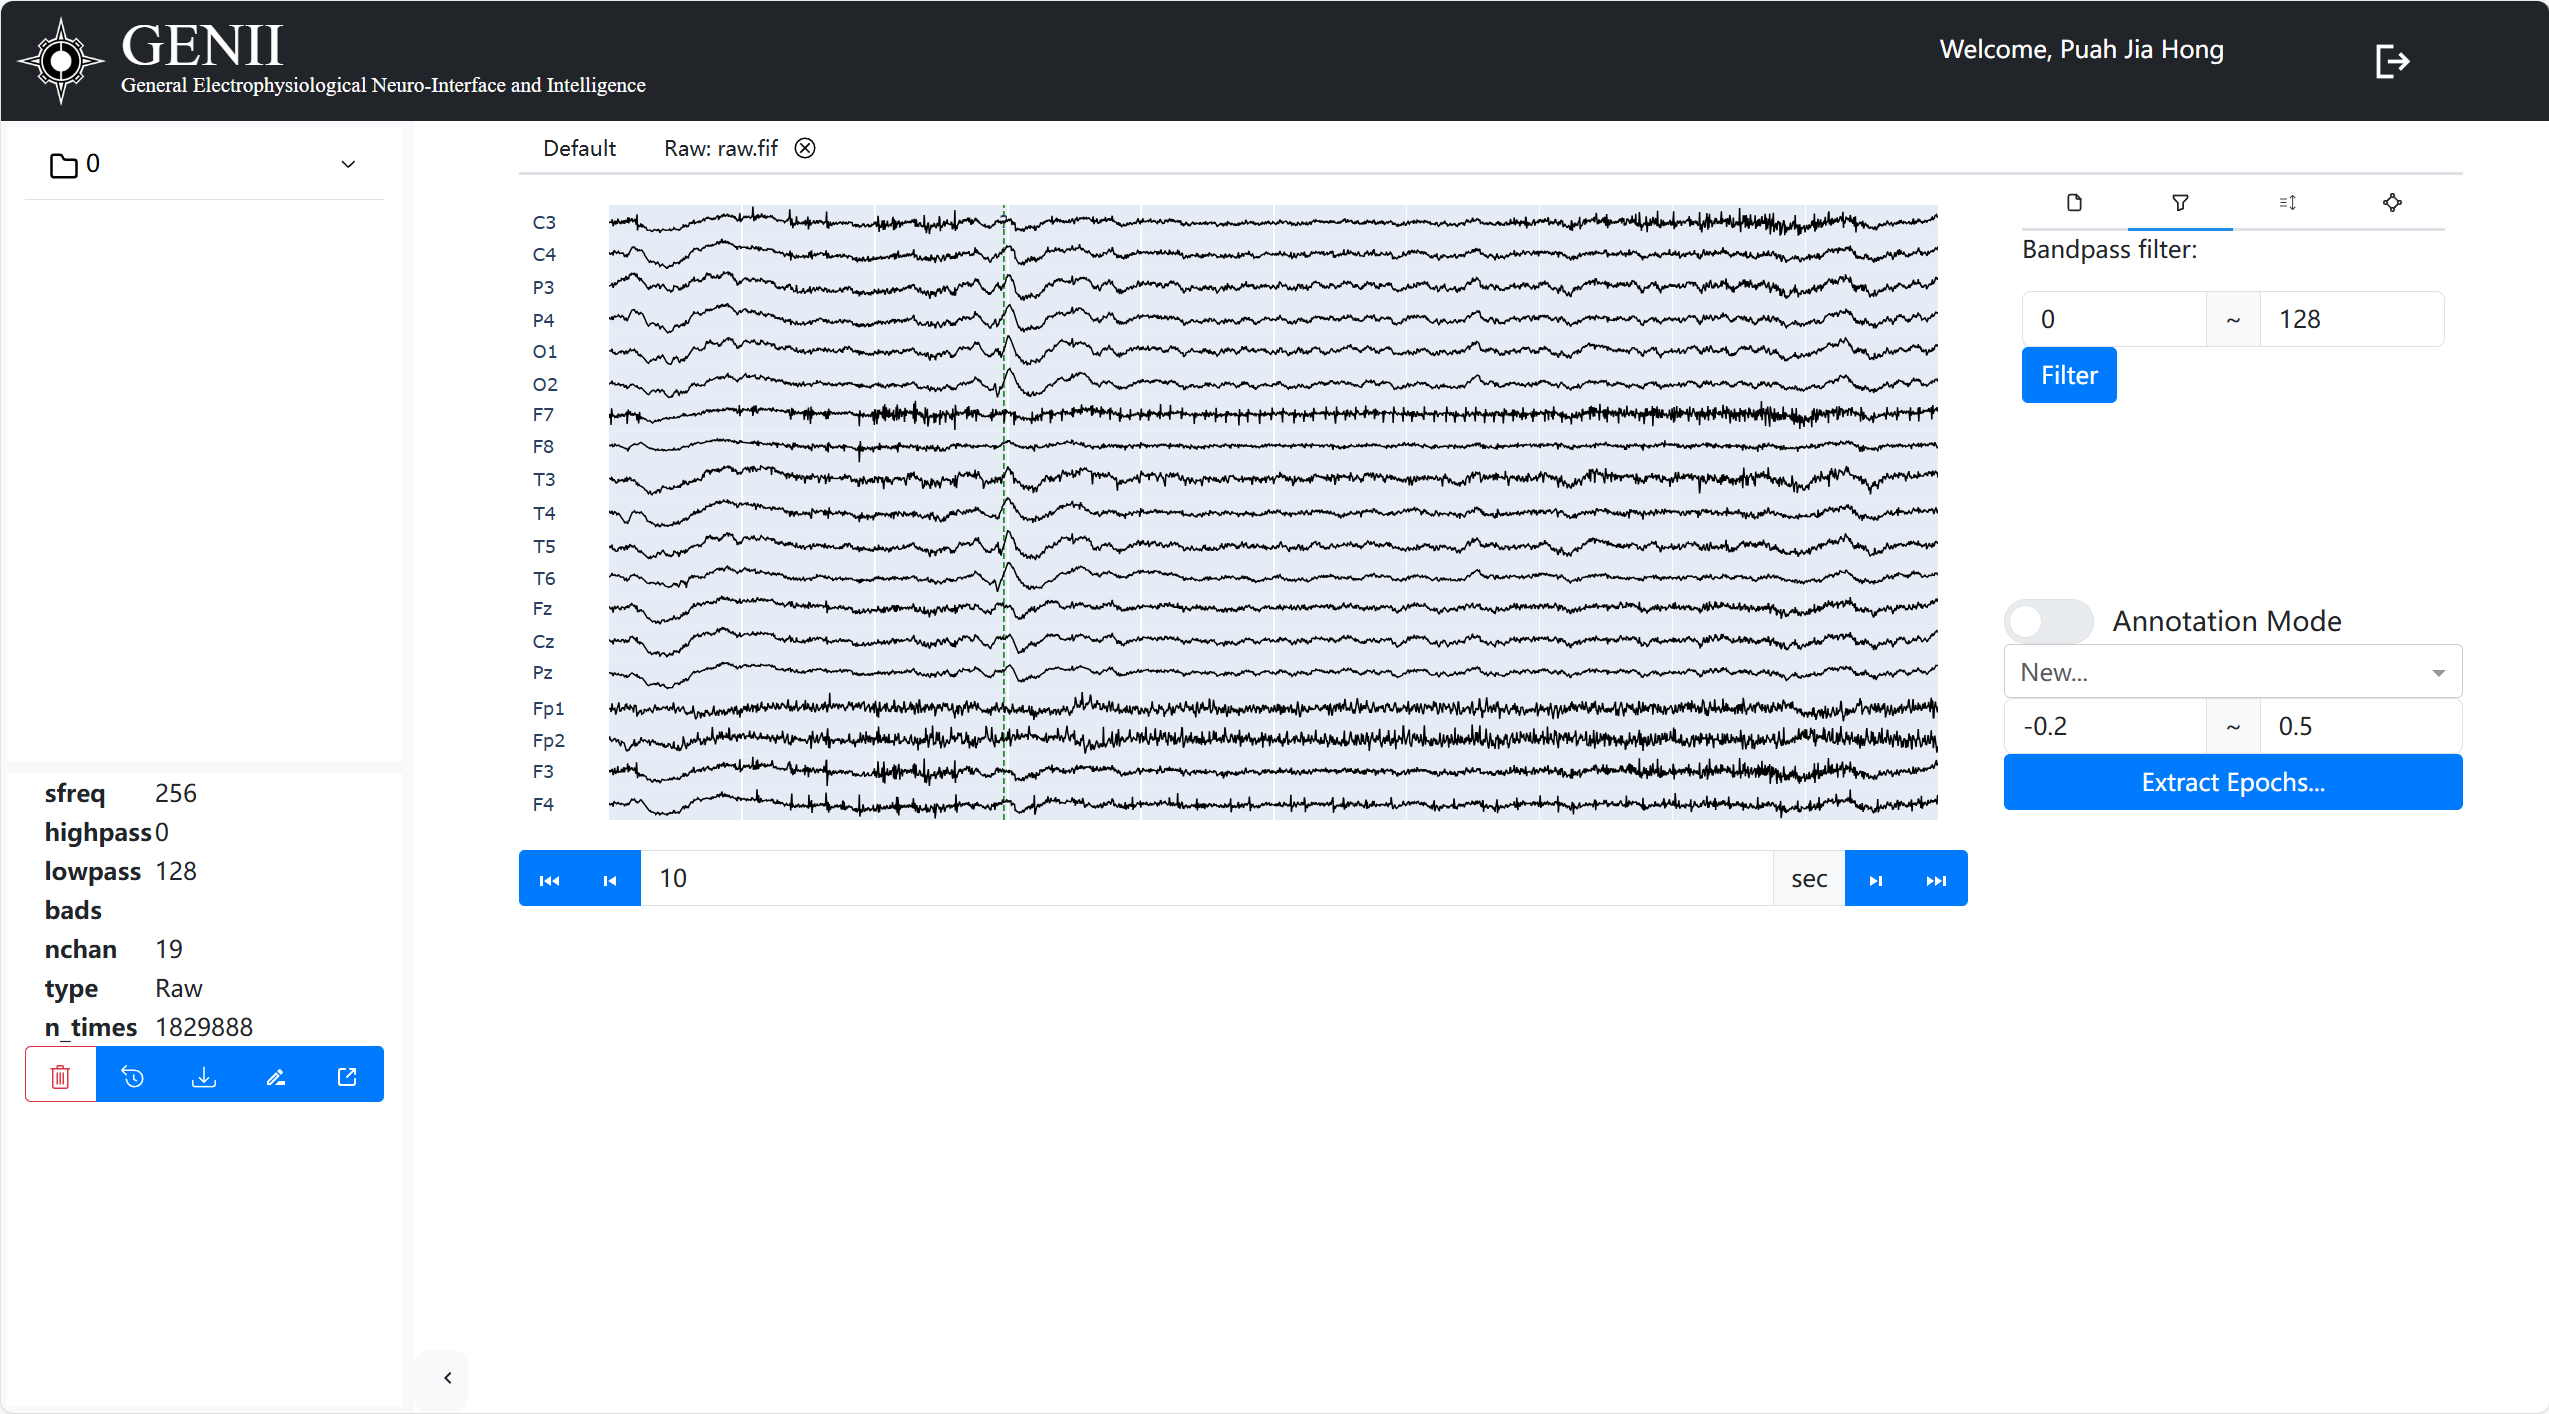 GENII
General Electrophysiological Neuro-Interface and Intelligence
Welcome, Puah Jia Hong
0
Default
Raw: raw.fif
C3
C4
P3
P4
O1
O2
F7
F8
T3
T4
T5
T6
Fz
Cz
Pz
Fp1
Fp2
F3
F4
10
sec
Bandpass filter:
0 ~ 128
Filter
Annotation Mode
New...
-0.2 ~ 0.5
Extract Epochs...
sfreq 256
highpass 0
lowpass 128
bads
nchan 19
type Raw
n_times 1829888